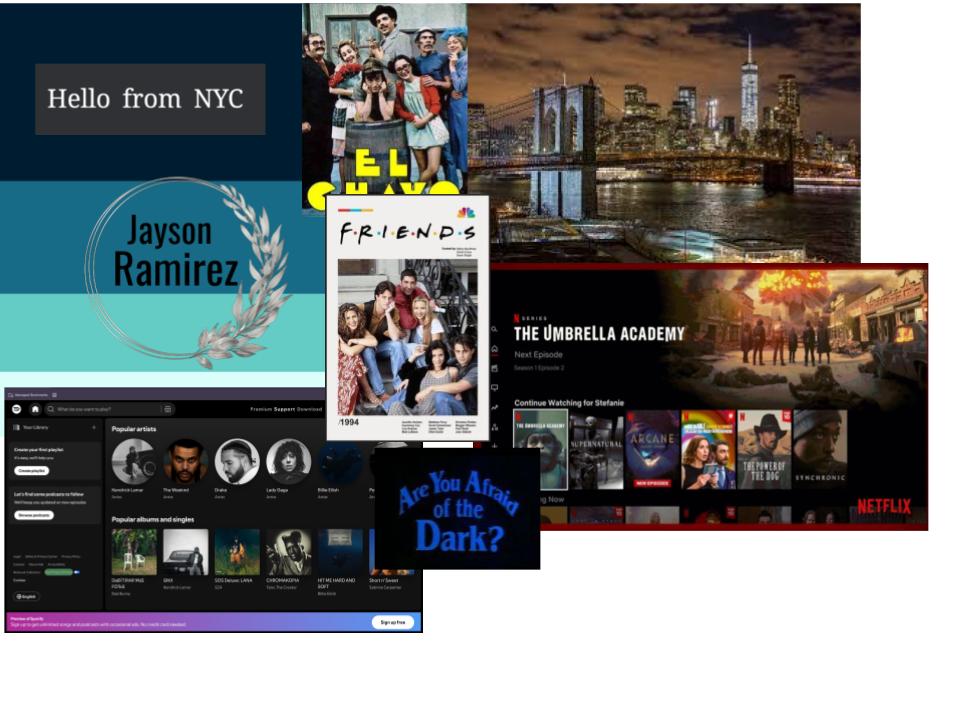 Hello from NYC
Jayson
Ramirez
EL
CHAVO
F·R·I·E·N·D·S
/1994
N SERIES
THE UMBRELLA ACADEMY
Next Episode
Season 1 Episode 2
Continue Watching for Stefanie
THE UMBRELLA ACADEMY
SUPERNATURAL
ARCANE
NEW EPISODES
THE POWER OF
THE DOG
SYNCHRONIC
ng Now
NETFLIX
Are You Afraid
of the
Dark?
Managed Bookmarks
What do you want to play?
Premium Support Download
Your Library
Create your first playlist
It's easy, we'll help you
Create playlist
Let's find some podcasts to follow
We'll keep you updated on new episodes
Browse podcasts
Legal
Privacy Policy
Cookies
English
Popular artists
Kendrick Lamar
The Weeknd
Drake
Lady Gaga
Billie Eilish
Artist
Artist
Artist
Artist
Artist
Popular albums and singles
DeBÍ TiRAR MáS
FOToS
Bad Bunny
GNX
Kendrick Lamar
SOS Deluxe: LANA
SZA
CHROMAKOPIA
Tyler, The Creator
HIT ME HARD AND
SOFT
Billie Eilish
Short n' Sweet
Sabrina Carpenter
Preview of Spotify
Sign up to get unlimited songs and podcasts with occasional ads. No credit card needed.
Sign up free